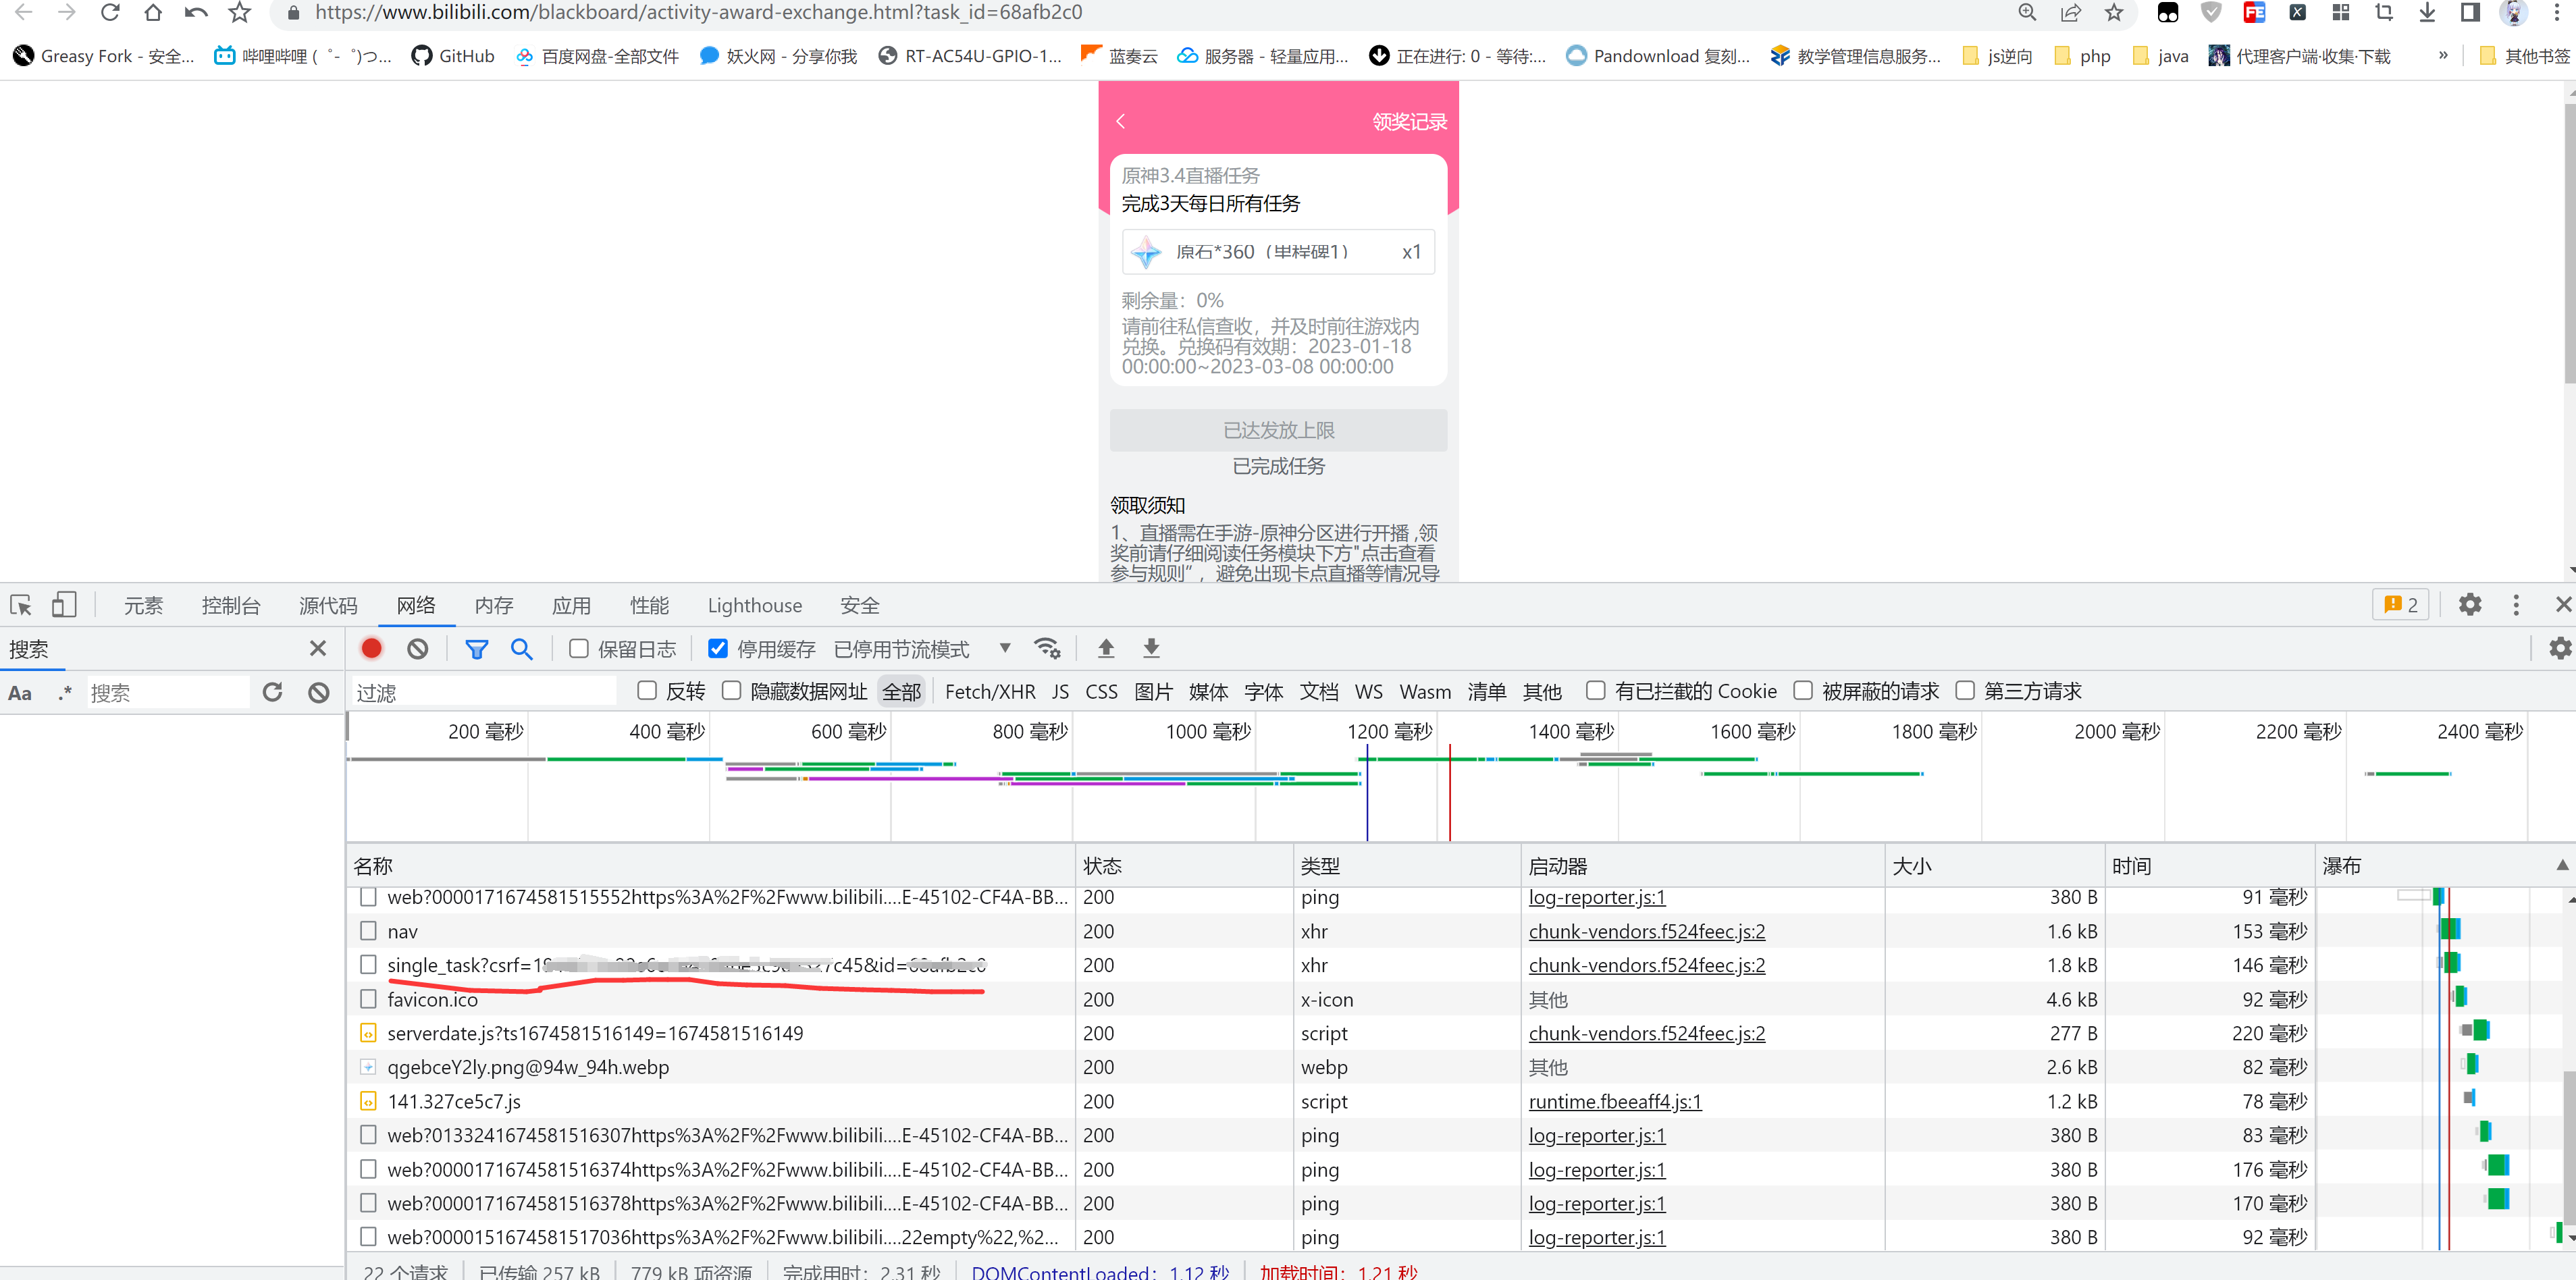 https://www.bilibili.com/blackboard/activity-award-exchange.html?task_id=68afb2c0
Greasy Fork - 安全...
哔哩哔哩 ( ゜- ゜)つ...
GitHub
百度网盘-全部文件
妖火网 - 分享你我
RT-AC54U-GPIO-1...
蓝奏云
服务器 - 轻量应用...
正在进行: 0 - 等待:...
Pandownload 复刻...
教学管理信息服务...
js逆向
php
java
代理客户端·收集·下载
»
其他书签
领奖记录
原神3.4直播任务
完成3天每日所有任务
原石*360（里程碑1） x1
剩余量：0%
请前往私信查收，并及时前往游戏内
兑换。兑换码有效期：2023-01-18
00:00:00~2023-03-08 00:00:00
已达发放上限
已完成任务
领取须知
1、直播需在手游-原神分区进行开播 ,领
奖前请仔细阅读任务模块下方"点击查看
参与规则”，避免出现卡点直播等情况导
元素 控制台 源代码 网络 内存 应用 性能 Lighthouse 安全 2
搜索
保留日志 停用缓存 已停用节流模式
Aa .* 搜索
过滤 反转 隐藏数据网址 全部 Fetch/XHR JS CSS 图片 媒体 字体 文档 WS Wasm 清单 其他 有已拦截的 Cookie 被屏蔽的请求 第三方请求
200 毫秒 400 毫秒 600 毫秒 800 毫秒 1000 毫秒 1200 毫秒 1400 毫秒 1600 毫秒 1800 毫秒 2000 毫秒 2200 毫秒 2400 毫秒
名称 状态 类型 启动器 大小 时间 瀑布
web?0000171674581515552https%3A%2F%2Fwww.bilibili....E-45102-CF4A-BB... 200 ping log-reporter.js:1 380 B 91 毫秒
nav 200 xhr chunk-vendors.f524feec.js:2 1.6 kB 153 毫秒
single_task?csrf= 200 xhr chunk-vendors.f524feec.js:2 1.8 kB 146 毫秒
favicon.ico 200 x-icon 其他 4.6 kB 92 毫秒
serverdate.js?ts1674581516149=1674581516149 200 script chunk-vendors.f524feec.js:2 277 B 220 毫秒
qgebceY2ly.png@94w_94h.webp 200 webp 其他 2.6 kB 82 毫秒
141.327ce5c7.js 200 script runtime.fbeeaff4.js:1 1.2 kB 78 毫秒
web?0133241674581516307https%3A%2F%2Fwww.bilibili....E-45102-CF4A-BB... 200 ping log-reporter.js:1 380 B 83 毫秒
web?0000171674581516374https%3A%2F%2Fwww.bilibili....E-45102-CF4A-BB... 200 ping log-reporter.js:1 380 B 176 毫秒
web?0000171674581516378https%3A%2F%2Fwww.bilibili....E-45102-CF4A-BB... 200 ping log-reporter.js:1 380 B 170 毫秒
web?0000151674581517036https%3A%2F%2Fwww.bilibili....22empty%22,%2... 200 ping log-reporter.js:1 380 B 92 毫秒
22 个请求 已传输 257 kB 779 kB 项资源 完成用时：2.31 秒 DOMContentLoaded：1.12 秒 加载时间：1.21 秒